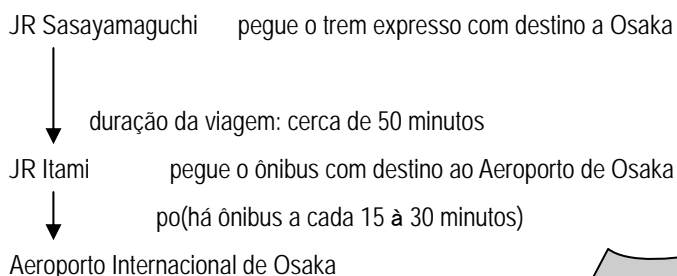 JR Sasayamaguchi pegue o trem expresso com destino a Osaka
duração da viagem: cerca de 50 minutos
JR Itami pegue o ônibus com destino ao Aeroporto de Osaka
po(há ônibus a cada 15 à 30 minutos)
Aeroporto Internacional de Osaka